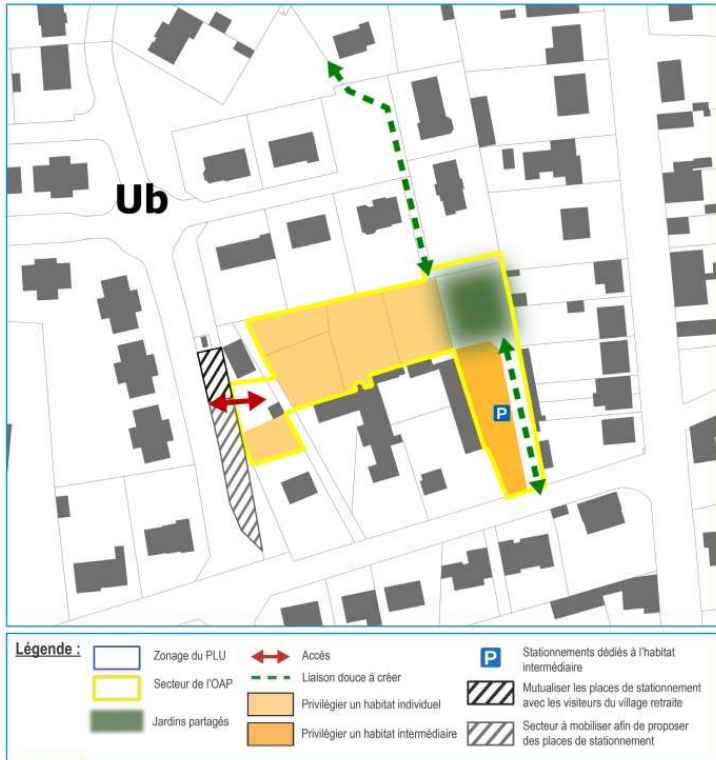 Ub
P
Légende :
Zonage du PLU
Secteur de l'OAP
Jardins partagés
Accès
Liaison douce à créer
Privilégier un habitat individuel
Privilégier un habitat intermédiaire
P
Stationnements dédiés à l'habitat
intermédiaire
Mutualiser les places de stationnement
avec les visiteurs du village retraite
Secteur à mobiliser afin de proposer
des places de stationnement